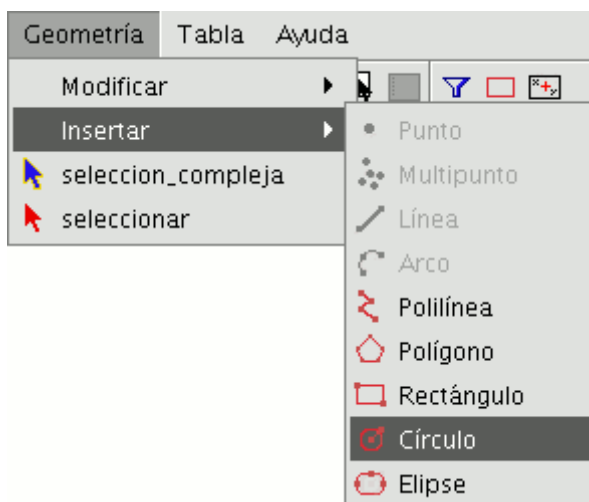 Geometría Tabla Ayuda
Modificar
Insertar
seleccion_compleja
seleccionar
Punto
Multipunto
Línea
Arco
Polilínea
Polígono
Rectángulo
Círculo
Elipse